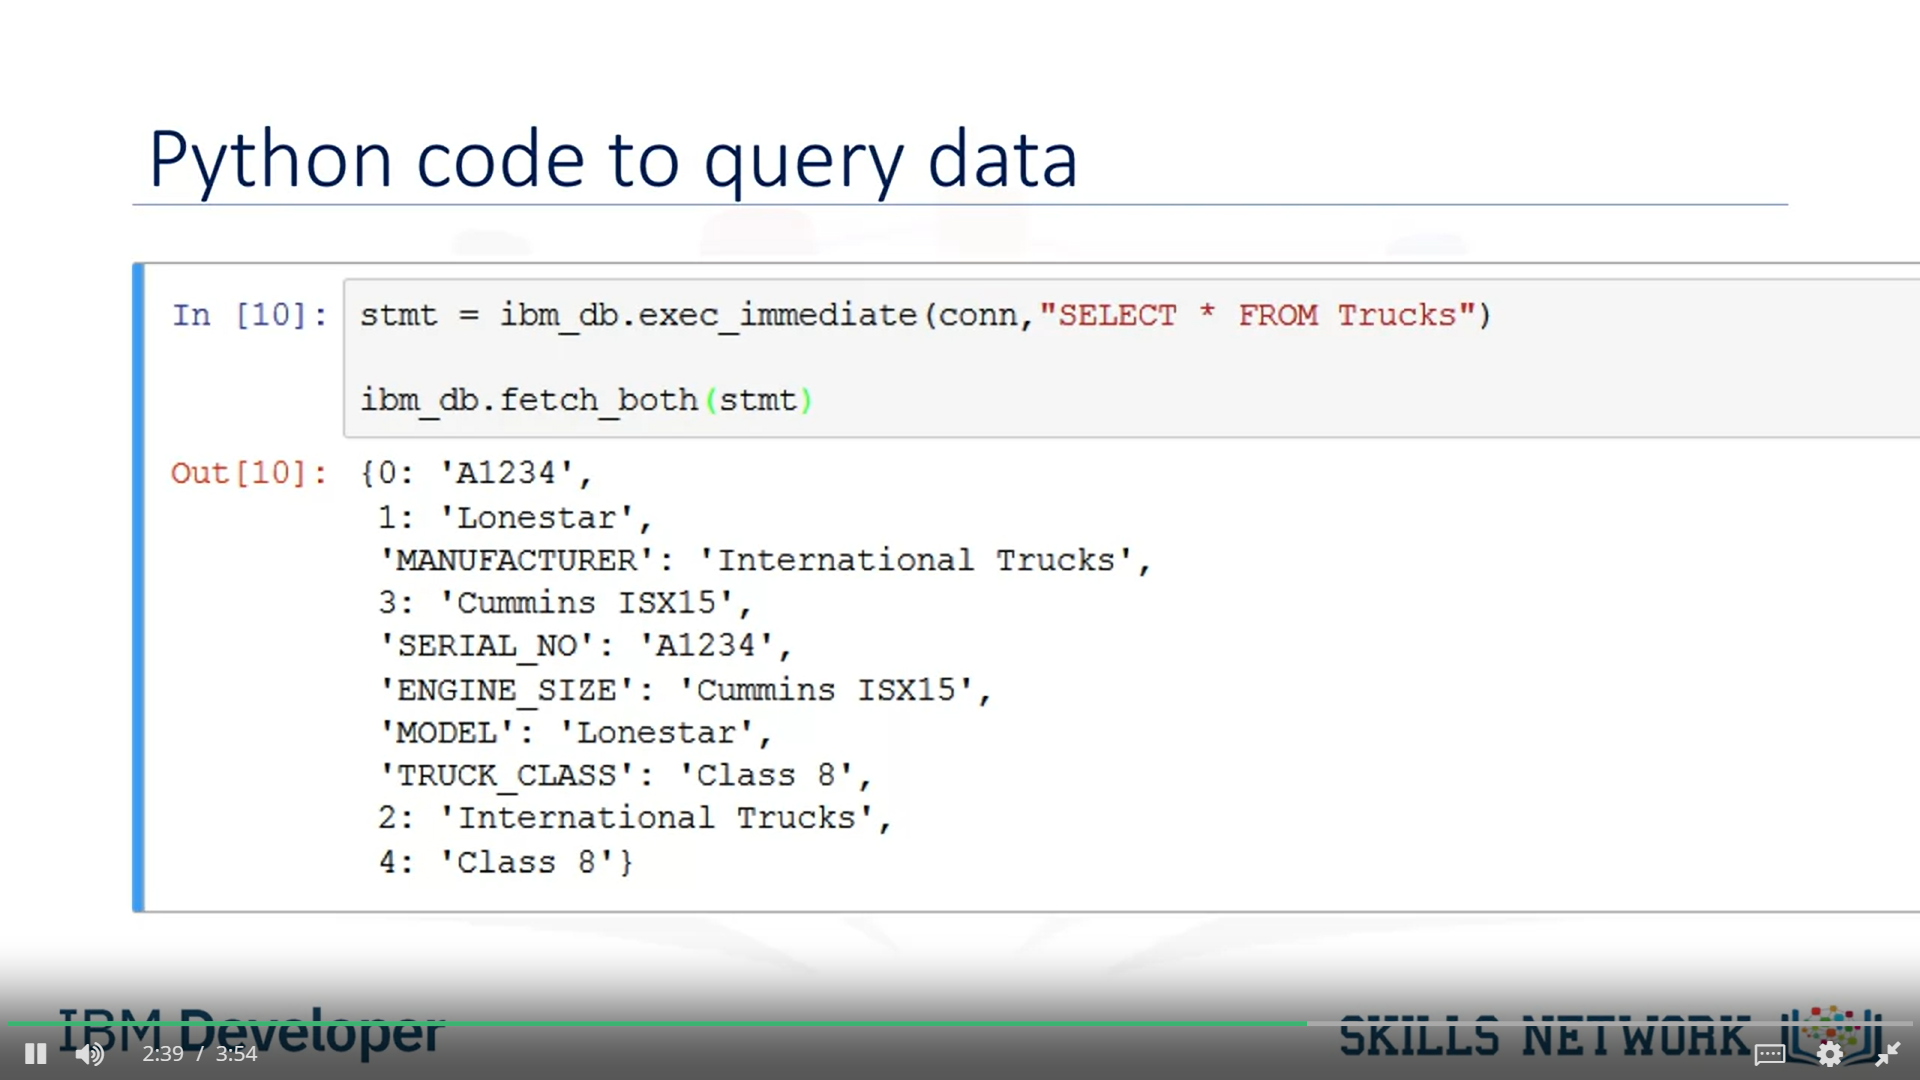 Python code to query data
In [10]: stmt = ibm_db.exec_immediate(conn,"SELECT * FROM Trucks")
ibm_db.fetch_both(stmt)
Out[10]: {0: 'A1234',
1: 'Lonestar',
'MANUFACTURER': 'International Trucks',
3: 'Cummins ISX15',
'SERIAL_NO': 'A1234',
'ENGINE_SIZE': 'Cummins ISX15',
'MODEL': 'Lonestar',
'TRUCK_CLASS': 'Class 8',
2: 'International Trucks',
4: 'Class 8'}
IBM Developer
SKILLS NETWORK
2:39 / 3:54